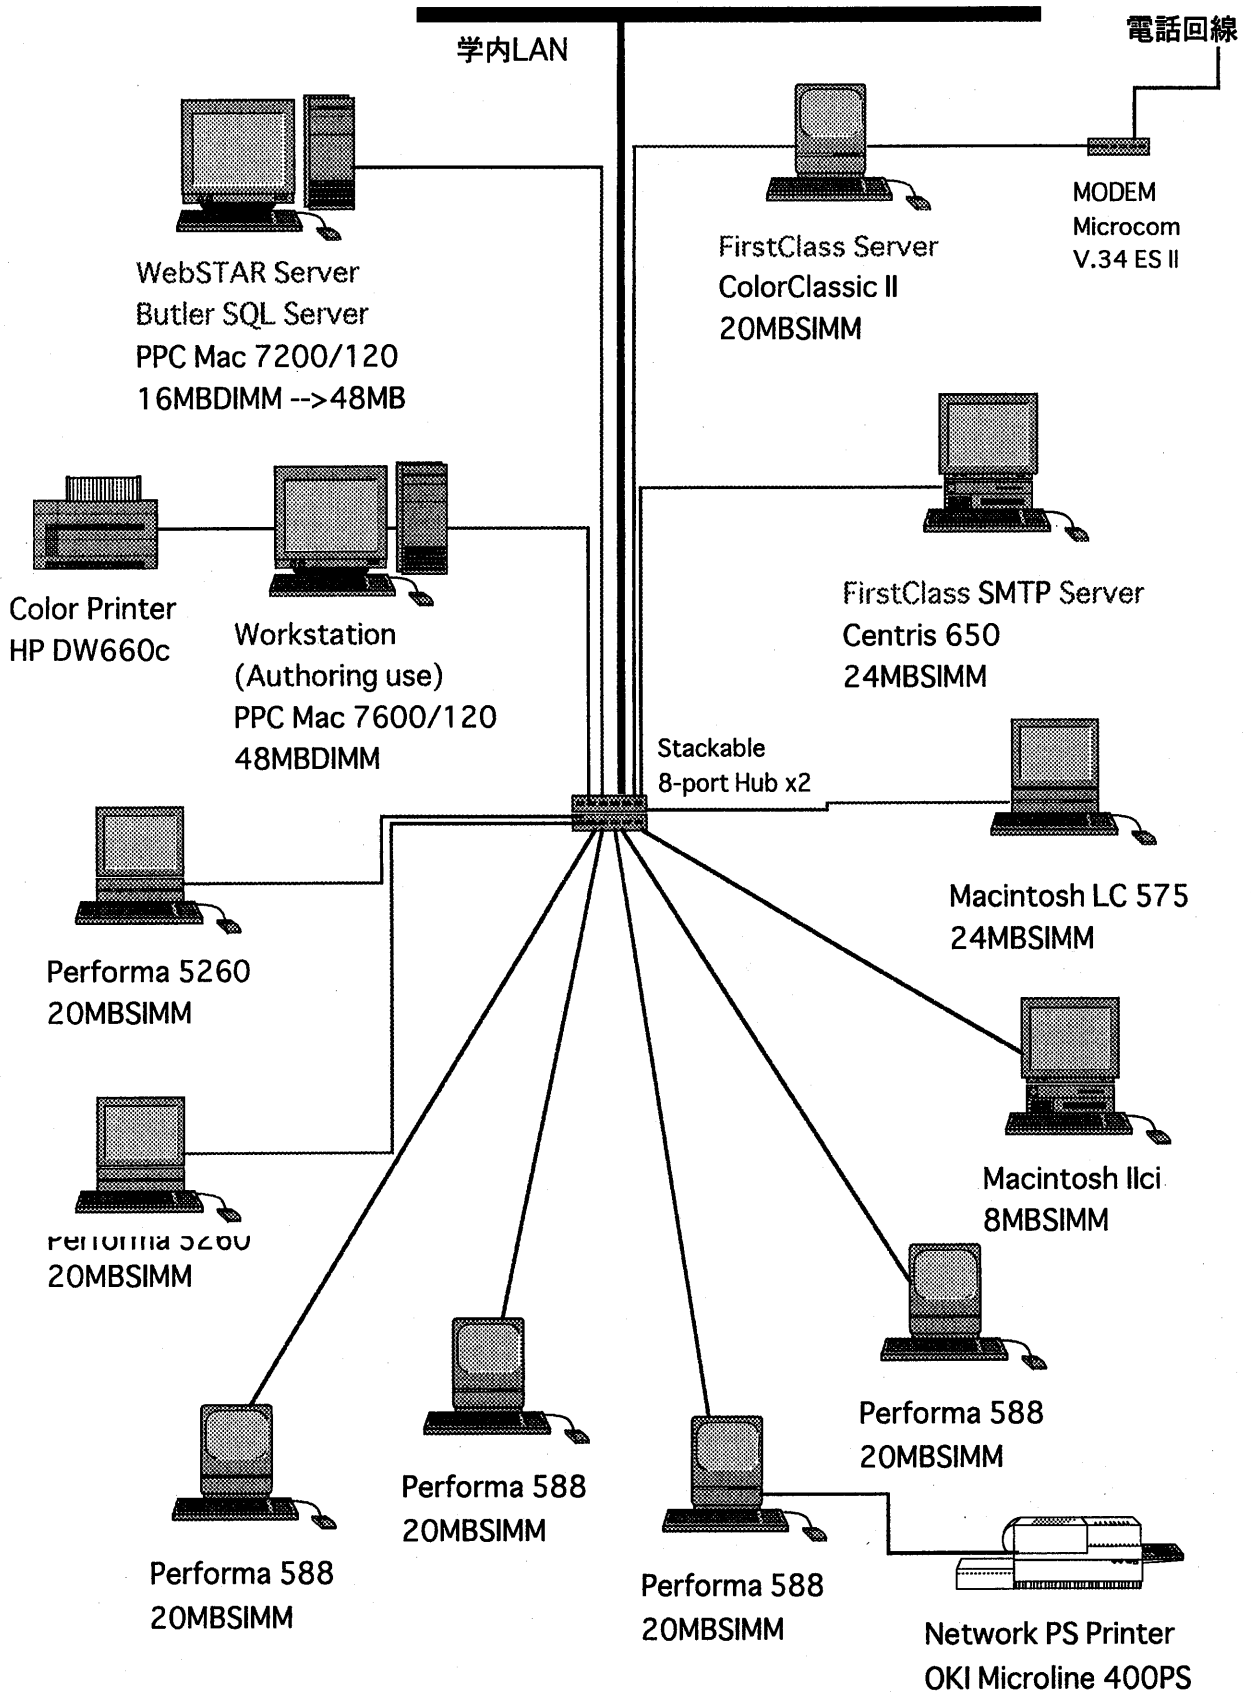 学内LAN
電話回線
WebSTAR Server
Butler SQL Server
PPC Mac 7200/120
16MBDIMM -->48MB
FirstClass Server
ColorClassic II
20MBSIMM
MODEM
Microcom
V.34 ES II
Color Printer
HP DW660c
Workstation
(Authoring use)
PPC Mac 7600/120
48MBDIMM
FirstClass SMTP Server
Centris 650
24MBSIMM
Stackable
8-port Hub x2
Performa 5260
20MBSIMM
Macintosh LC 575
24MBSIMM
Performa 5260
20MBSIMM
Macintosh IIci
8MBSIMM
Performa 588
20MBSIMM
Performa 588
20MBSIMM
Performa 588
20MBSIMM
Performa 588
20MBSIMM
Network PS Printer
OKI Microline 400PS